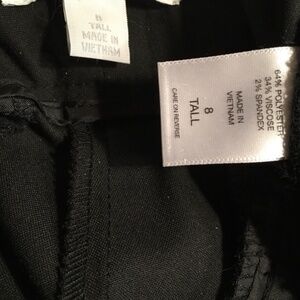 8
TALL
MADE IN
VIETNAM
64% POLYESTER
34% VISCOSE
2% SPANDEX
MADE IN
VIETNAM
8
TALL
CARE ON REVERSE